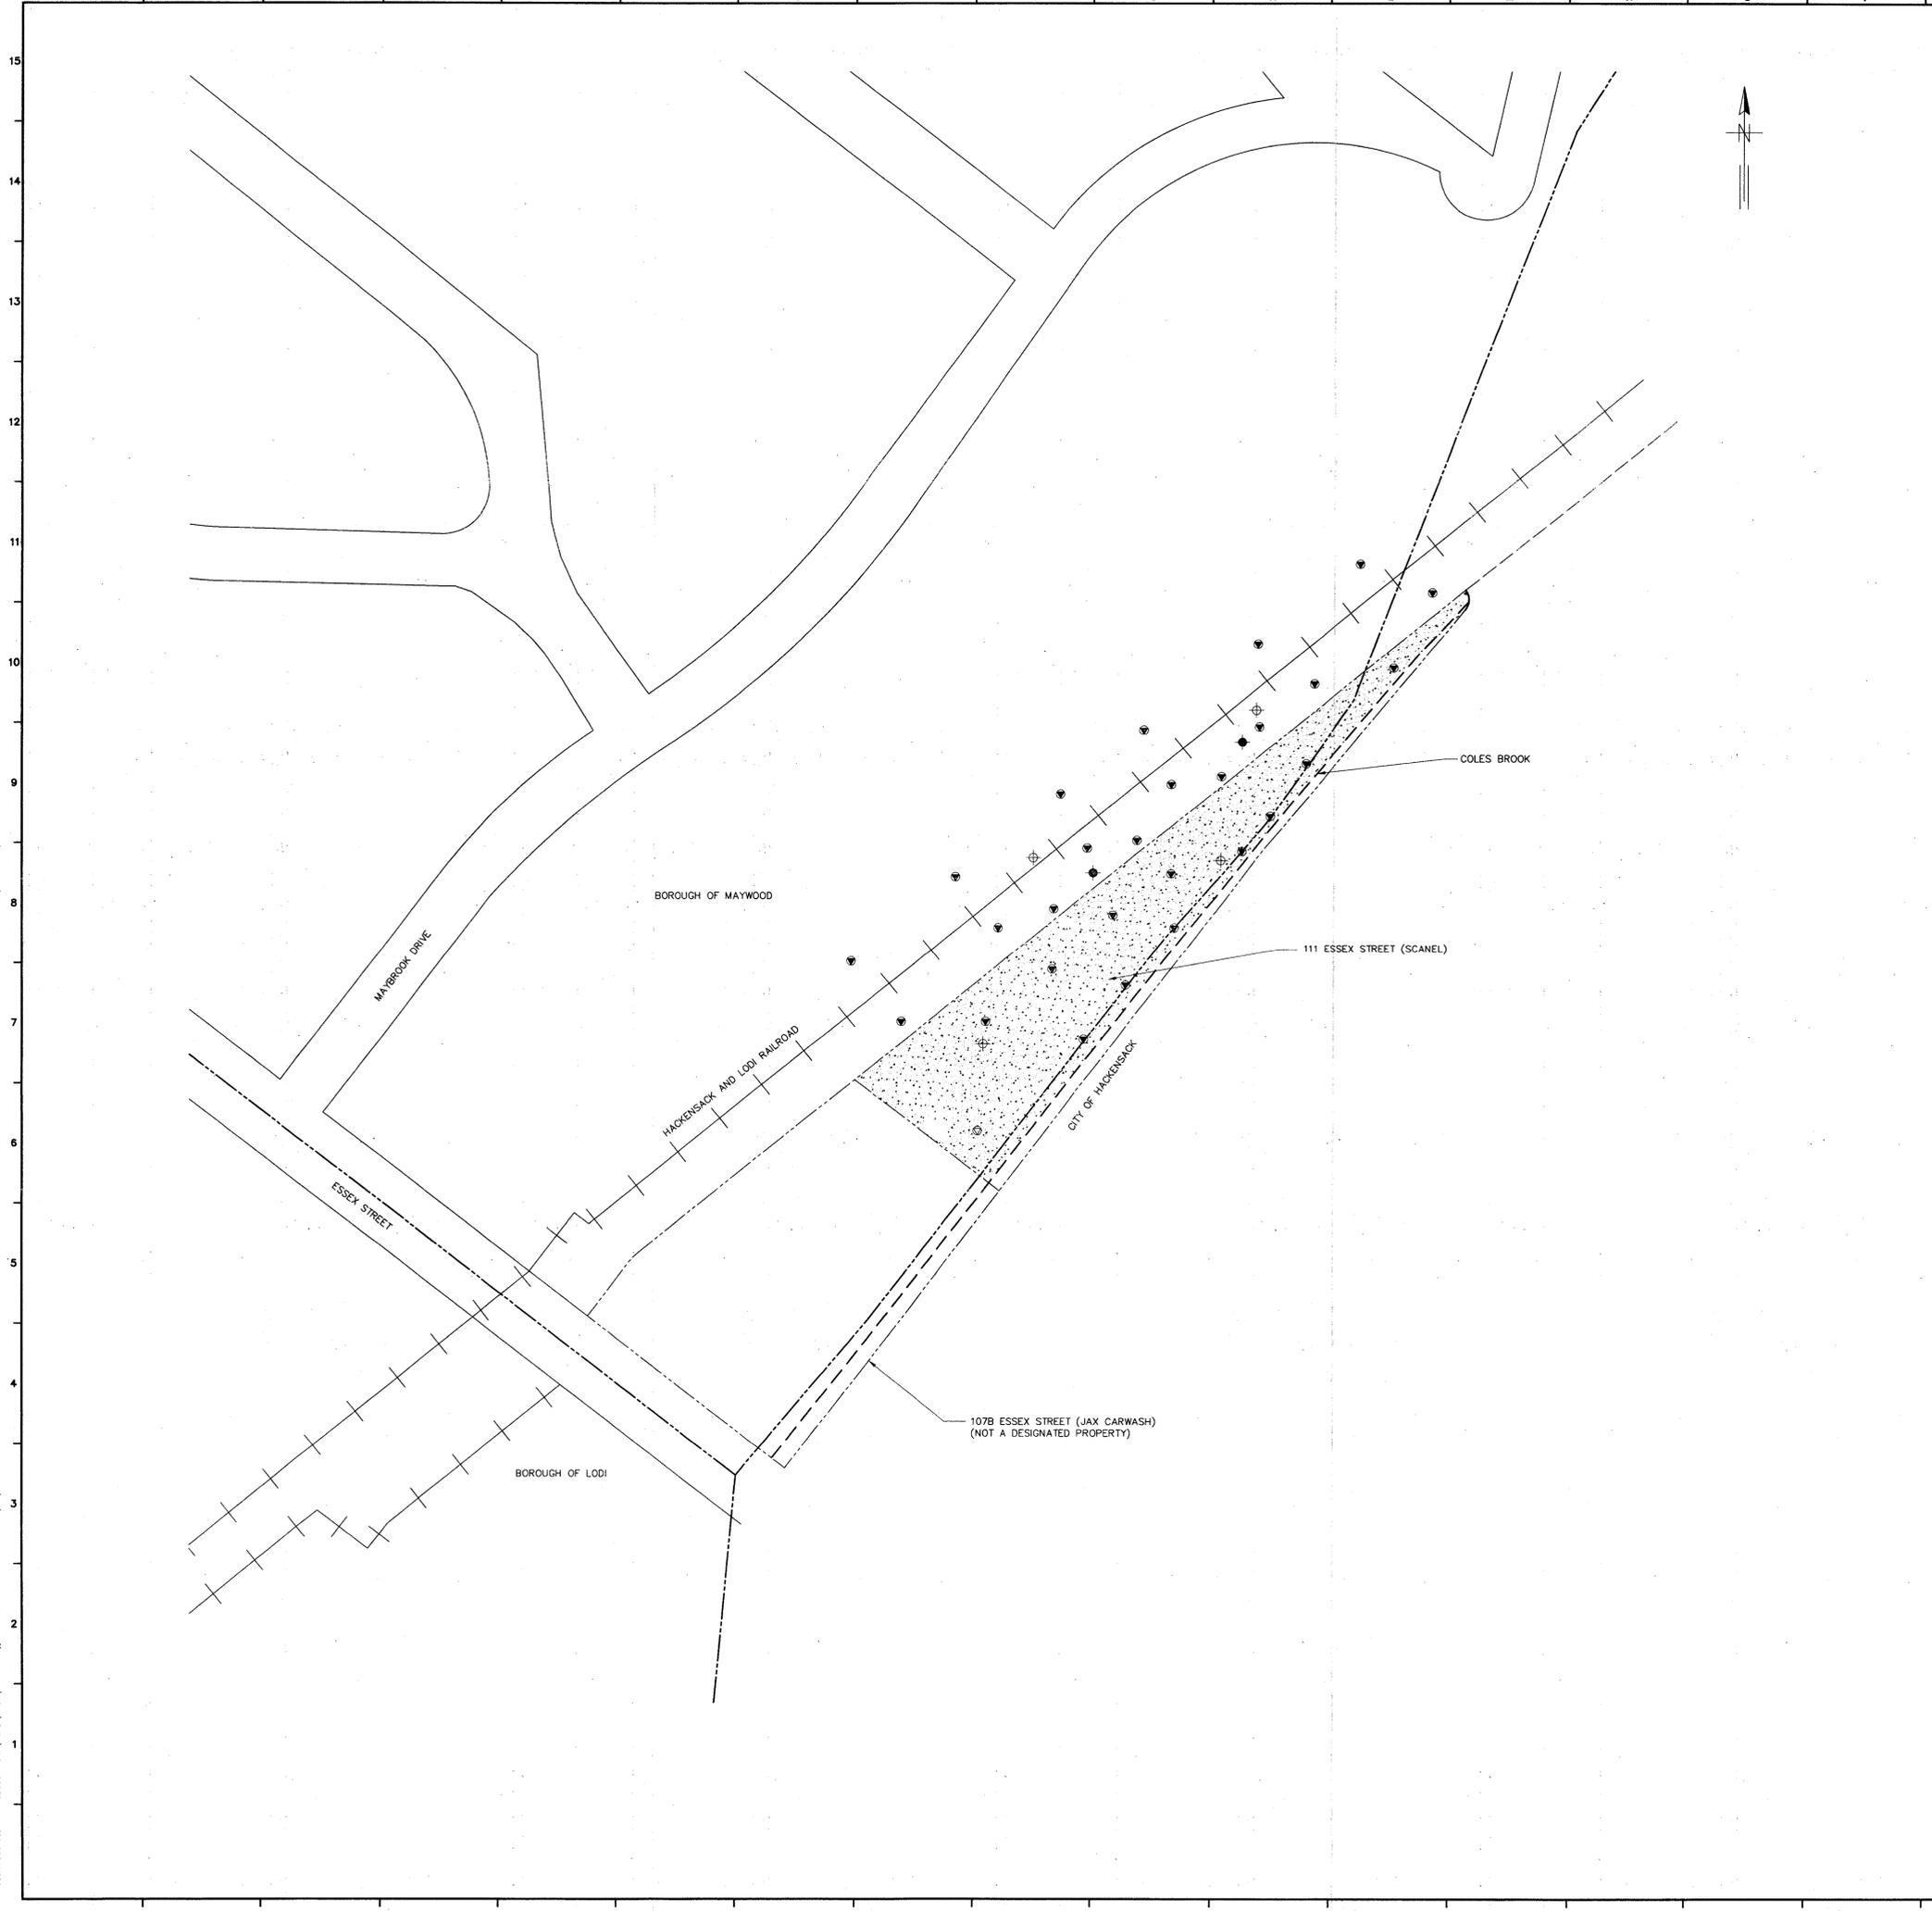 15
14
N
13
12
11
10
9
COLES BROOK
8
BOROUGH OF MAYWOOD
MAYBROOK DRIVE
111 ESSEX STREET (SCANEL)
7
HACKENSACK AND LODI RAILROAD
CITY OF HACKENSACK
6
ESSEX STREET
5
4
107B ESSEX STREET (JAX CARWASH)
(NOT A DESIGNATED PROPERTY)
BOROUGH OF LODI
3
2
1